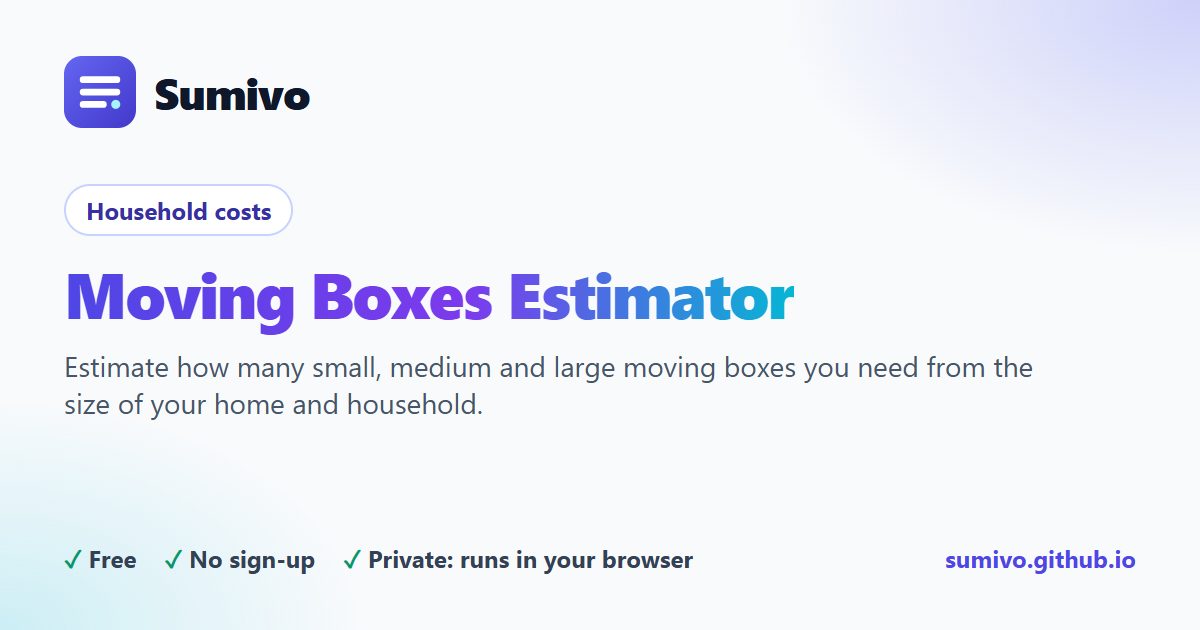 Sumivo
Household costs
Moving Boxes Estimator
Estimate how many small, medium and large moving boxes you need from the
size of your home and household.
✓ Free ✓ No sign-up ✓ Private: runs in your browser sumivo.github.io